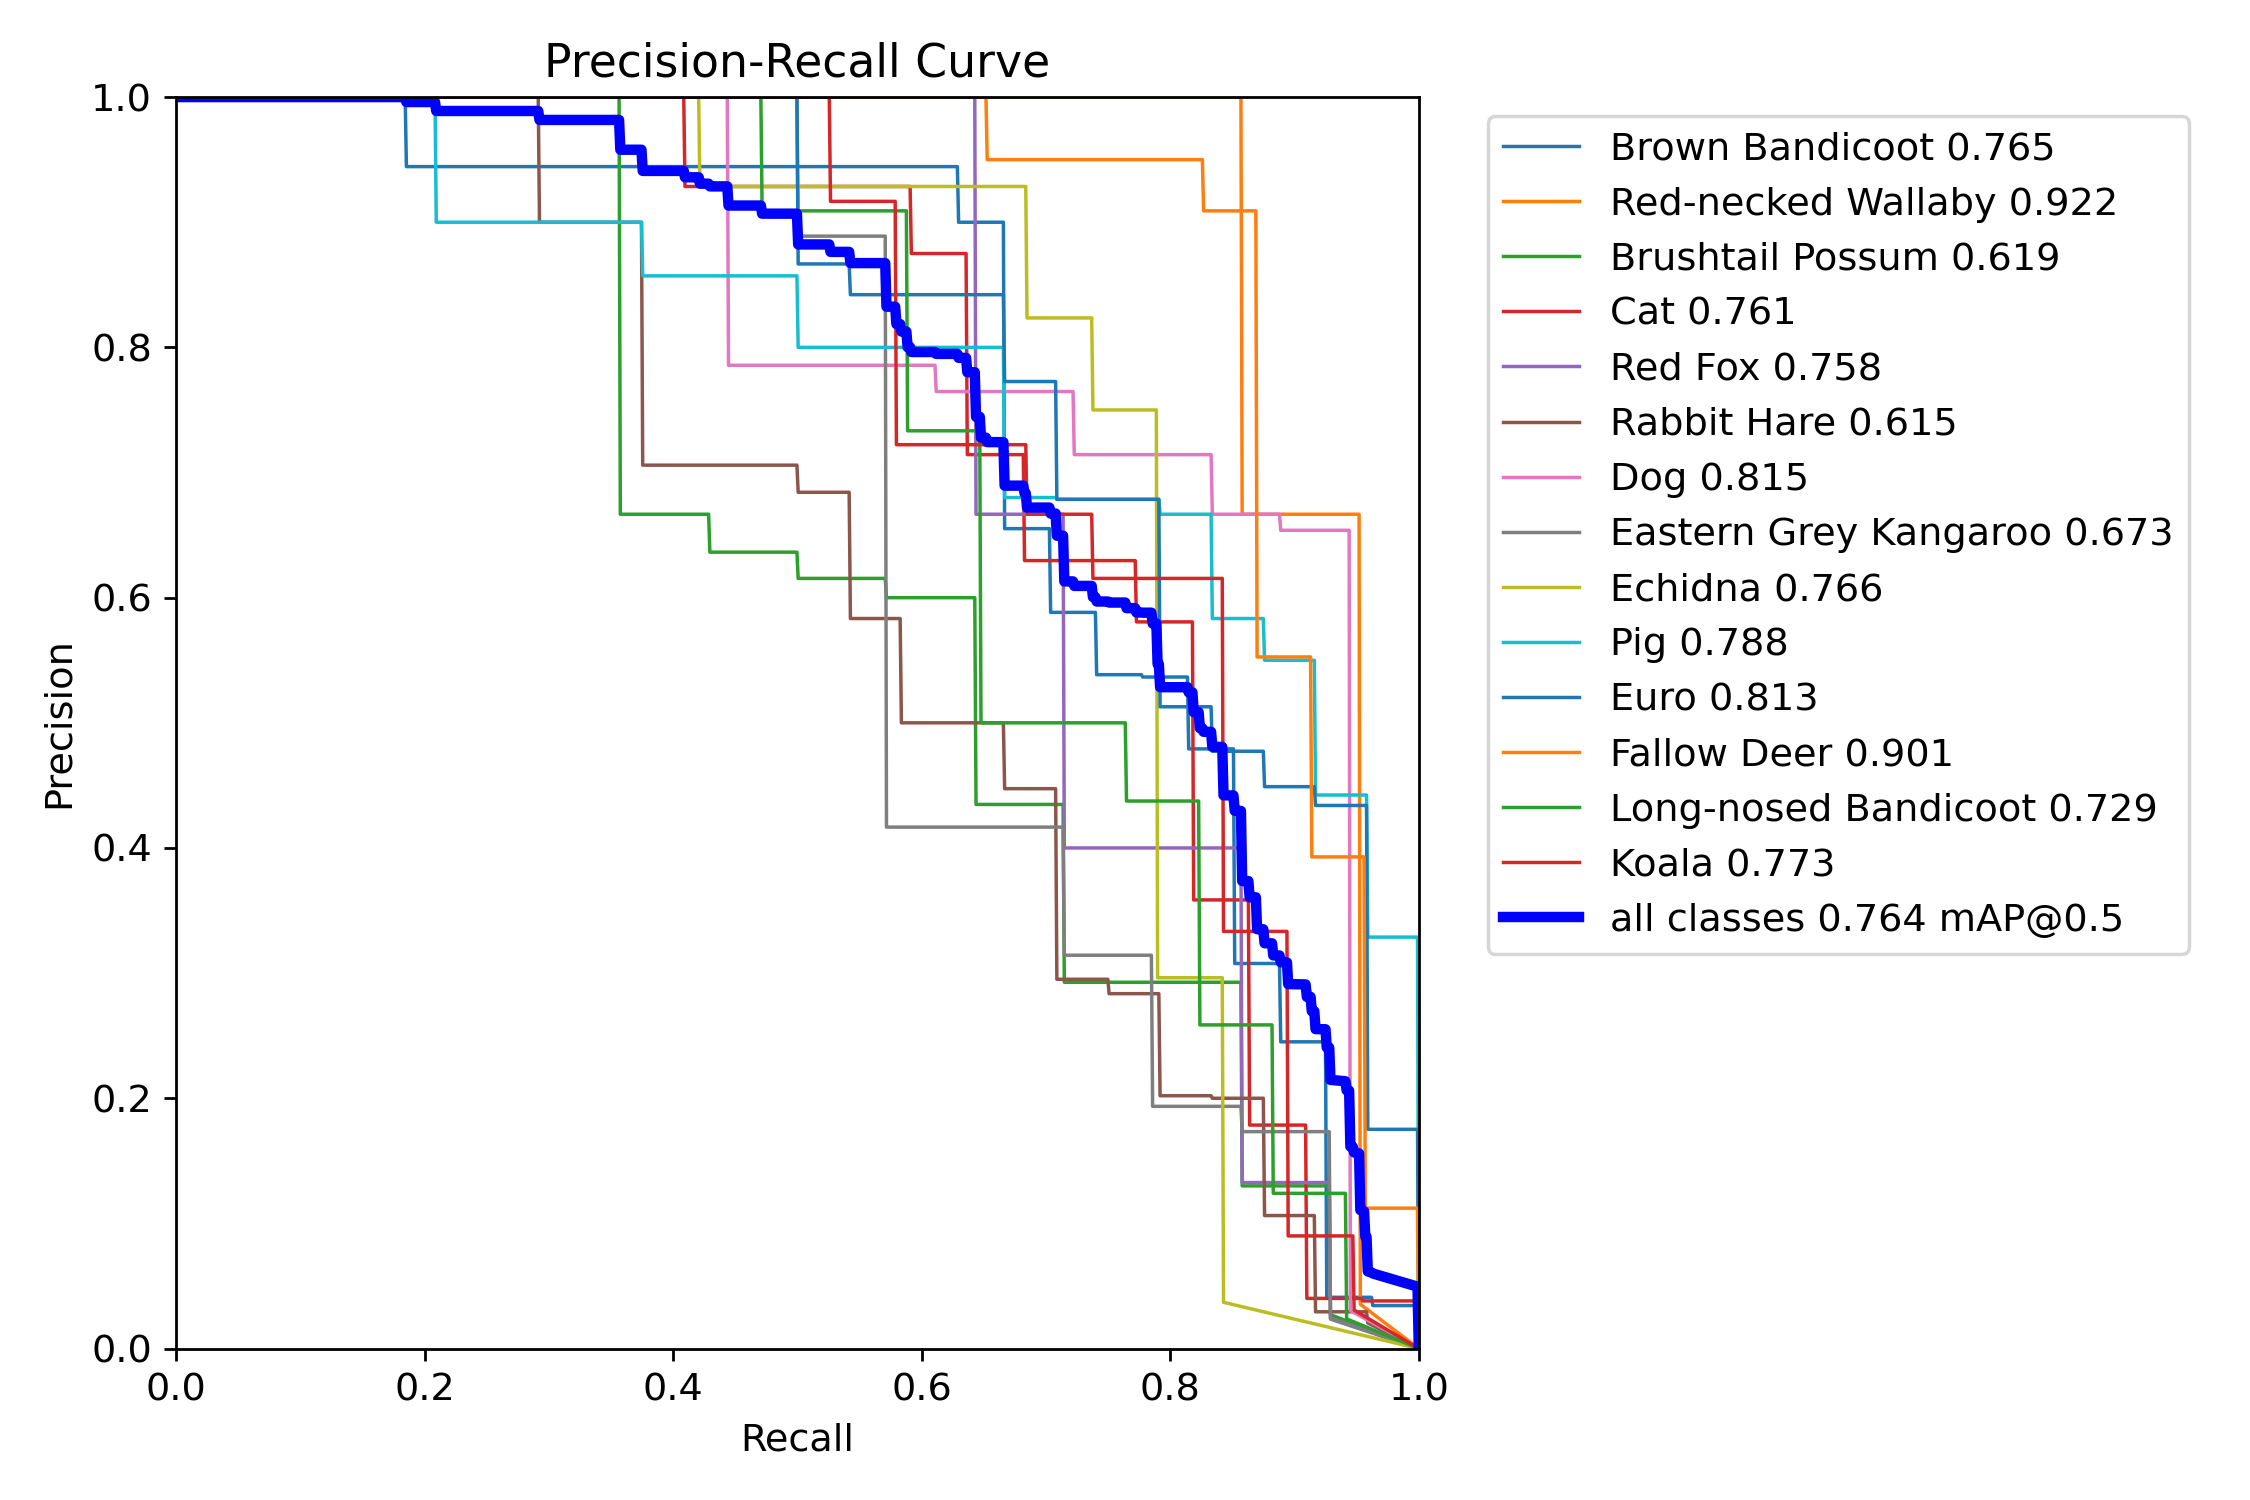 Precision-Recall Curve
1.0
0.8
0.6
0.4
0.2
0.0
Precision
0.0 0.2 0.4 0.6 0.8 1.0
Recall
Brown Bandicoot 0.765
Red-necked Wallaby 0.922
Brushtail Possum 0.619
Cat 0.761
Red Fox 0.758
Rabbit Hare 0.615
Dog 0.815
Eastern Grey Kangaroo 0.673
Echidna 0.766
Pig 0.788
Euro 0.813
Fallow Deer 0.901
Long-nosed Bandicoot 0.729
Koala 0.773
all classes 0.764 mAP@0.5